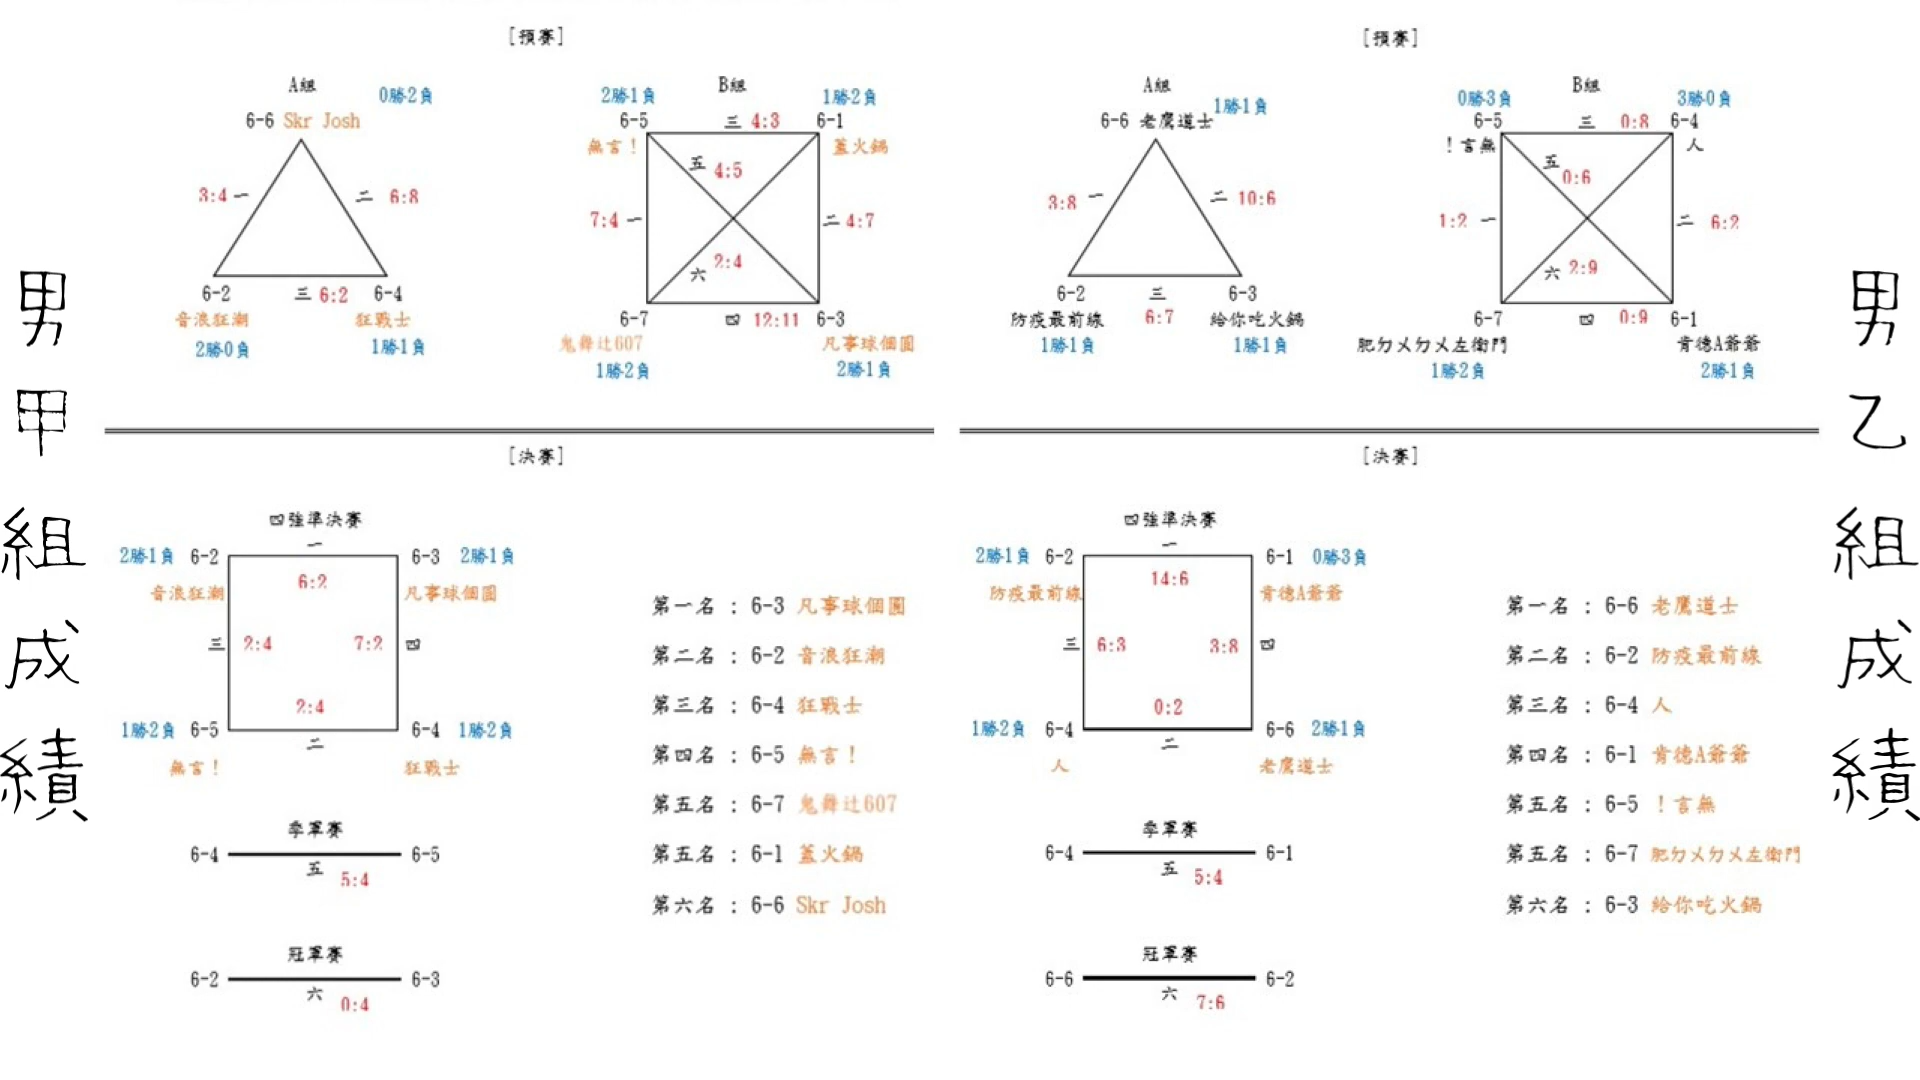 男甲組成績
[預賽]
A組
0勝2負
6-6 Skr Josh
3:4 一
二 6:8
6-2 三 6:2 6-4
音浪狂潮 狂戰士
2勝0負 1勝1負
B組
2勝1負 1勝2負
6-5 三 4:3 6-1
無言! 蓋火鍋
五 4:5
7:4 一
二 4:7
六 2:4
6-7 四 12:11 6-3
鬼舞辻607 凡事球個圓
1勝2負 2勝1負
[決賽]
四強準決賽
一
2勝1負 6-2 6-3 2勝1負
6:2
音浪狂潮 凡事球個圓
三 2:4 7:2 四
2:4
1勝2負 6-5 6-4 1勝2負
二
無言! 狂戰士
季軍賽
6-4 6-5
五 5:4
冠軍賽
6-2 6-3
六 0:4
第一名 : 6-3 凡事球個圓
第二名 : 6-2 音浪狂潮
第三名 : 6-4 狂戰士
第四名 : 6-5 無言!
第五名 : 6-7 鬼舞辻607
第五名 : 6-1 蓋火鍋
第六名 : 6-6 Skr Josh
[預賽]
A組
1勝1負
6-6 老鷹道士
3:8 一
二 10:6
6-2 三 6-3
防疫最前線 6:7 給你吃火鍋
1勝1負 1勝1負
B組
0勝3負 3勝0負
6-5 三 0:8 6-4
!言無 人
五 0:6
1:2 一
二 6:2
六 2:9
6-7 四 0:9 6-1
肥ㄉㄨㄉㄨ左衛門 肯德A爺爺
1勝2負 2勝1負
[決賽]
四強準決賽
一
2勝1負 6-2 6-1 0勝3負
14:6
防疫最前線 肯德A爺爺
三 6:3 3:8 四
0:2
1勝2負 6-4 6-6 2勝1負
二
人 老鷹道士
季軍賽
6-4 6-1
五 5:4
冠軍賽
6-6 6-2
六 7:6
第一名 : 6-6 老鷹道士
第二名 : 6-2 防疫最前線
第三名 : 6-4 人
第四名 : 6-1 肯德A爺爺
第五名 : 6-5 !言無
第五名 : 6-7 肥ㄉㄨㄉㄨ左衛門
第六名 : 6-3 給你吃火鍋
男乙組成績